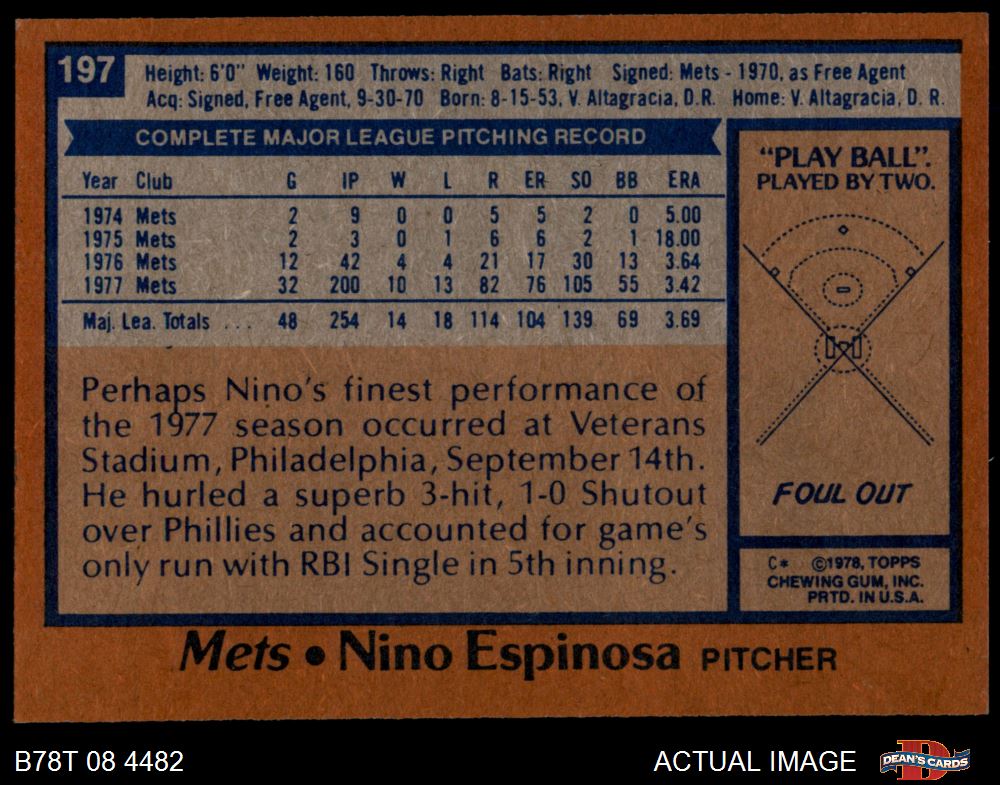 197
Height: 6'0" Weight: 160 Throws: Right Bats: Right Signed: Mets - 1970, as Free Agent
Acq: Signed, Free Agent, 9-30-70 Born: 8-15-53, V. Altagracia, D.R. Home: V. Altagracia, D. R.
COMPLETE MAJOR LEAGUE PITCHING RECORD
Year Club G IP W L R ER SO BB ERA
1974 Mets 2 9 0 0 5 5 2 0 5.00
1975 Mets 2 3 0 1 6 6 2 1 18.00
1976 Mets 12 42 4 4 21 17 30 13 3.64
1977 Mets 32 200 10 13 82 76 105 55 3.42
Maj. Lea. Totals ... 48 254 14 18 114 104 139 69 3.69
Perhaps Nino's finest performance of
the 1977 season occurred at Veterans
Stadium, Philadelphia, September 14th.
He hurled a superb 3-hit, 1-0 Shutout
over Phillies and accounted for game's
only run with RBI Single in 5th inning.
"PLAY BALL".
PLAYED BY TWO.
FOUL OUT
C* ©1978, TOPPS
CHEWING GUM, INC.
PRTD. IN U.S.A.
Mets • Nino Espinosa PITCHER
B78T 08 4482
ACTUAL IMAGE
D
DEAN'S CARDS